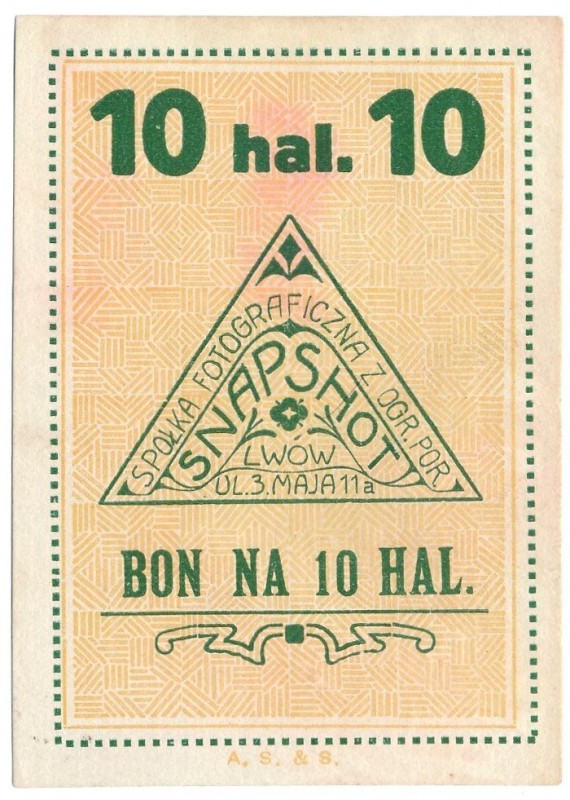 10 hal. 10
SPÓŁKA FOTOGRAFICZNA Z OGR. POR.
SNAPSHOT
LWÓW
UL. 3. MAJA 11a
BON NA 10 HAL.
A. S. & S.